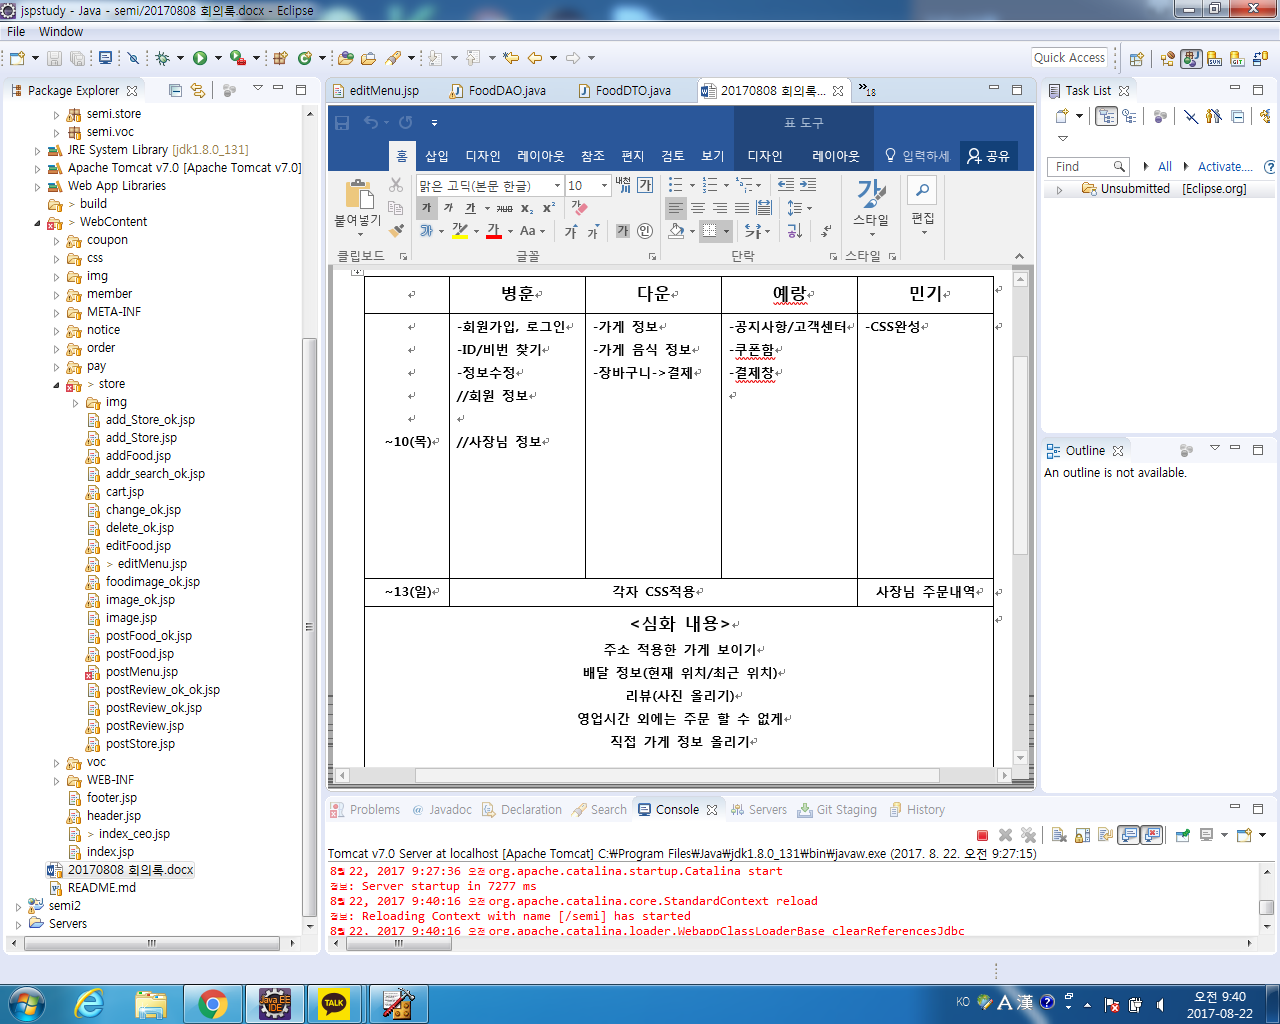 jspstudy - Java - semi/20170808 회의록.docx - Eclipse
File Window
Quick Access
Package Explorer
semi.store
semi.voc
JRE System Library [jdk1.8.0_131]
Apache Tomcat v7.0 [Apache Tomcat v7.0]
Web App Libraries
> build
> WebContent
coupon
css
img
member
META-INF
notice
order
pay
> store
img
add_Store_ok.jsp
add_Store.jsp
addFood.jsp
addr_search_ok.jsp
cart.jsp
change_ok.jsp
delete_ok.jsp
editFood.jsp
> editMenu.jsp
foodimage_ok.jsp
image_ok.jsp
image.jsp
postFood_ok.jsp
postFood.jsp
postMenu.jsp
postReview_ok_ok.jsp
postReview_ok.jsp
postReview.jsp
postStore.jsp
voc
WEB-INF
footer.jsp
header.jsp
> index_ceo.jsp
index.jsp
20170808 회의록.docx
README.md
semi2
Servers
editMenu.jsp FoodDAO.java FoodDTO.java 20170808 회의록... »18
표 도구
홈 삽입 디자인 레이아웃 참조 편지 검토 보기 디자인 레이아웃 입력하세 공유
붙여넣기
맑은 고딕(본문 한글) 10 내천 川 가
가 가 가 가나 X₂ X²
가 가 Aa 가 가 가
스타일 편집
클립보드 글꼴 단락 스타일
병훈 다운 예랑 민기
-회원가입, 로그인 -가게 정보 -공지사항/고객센터 -CSS완성
-ID/비번 찾기 -가게 음식 정보 -쿠폰함
-정보수정 -장바구니->결제 -결제창
//회원 정보
~10(목) //사장님 정보
~13(일) 각자 CSS적용 사장님 주문내역
<심화 내용>
주소 적용한 가게 보이기
배달 정보(현재 위치/최근 위치)
리뷰(사진 올리기)
영업시간 외에는 주문 할 수 없게
직접 가게 정보 올리기
Task List
Find All Activate...
Unsubmitted [Eclipse.org]
Outline
An outline is not available.
Problems Javadoc Declaration Search Console Servers Git Staging History
Tomcat v7.0 Server at localhost [Apache Tomcat] C:₩Program Files₩Java₩jdk1.8.0_131₩bin₩javaw.exe (2017. 8. 22. 오전 9:27:15)
8월 22, 2017 9:27:36 오전 org.apache.catalina.startup.Catalina start
정보: Server startup in 7277 ms
8월 22, 2017 9:40:16 오전 org.apache.catalina.core.StandardContext reload
정보: Reloading Context with name [/semi] has started
8월 22, 2017 9:40:16 오전 org.apache.catalina.loader.WebappClassLoaderBase clearReferencesJdbc
Java EE IDE
TALK
KO A 漢
오전 9:40
2017-08-22